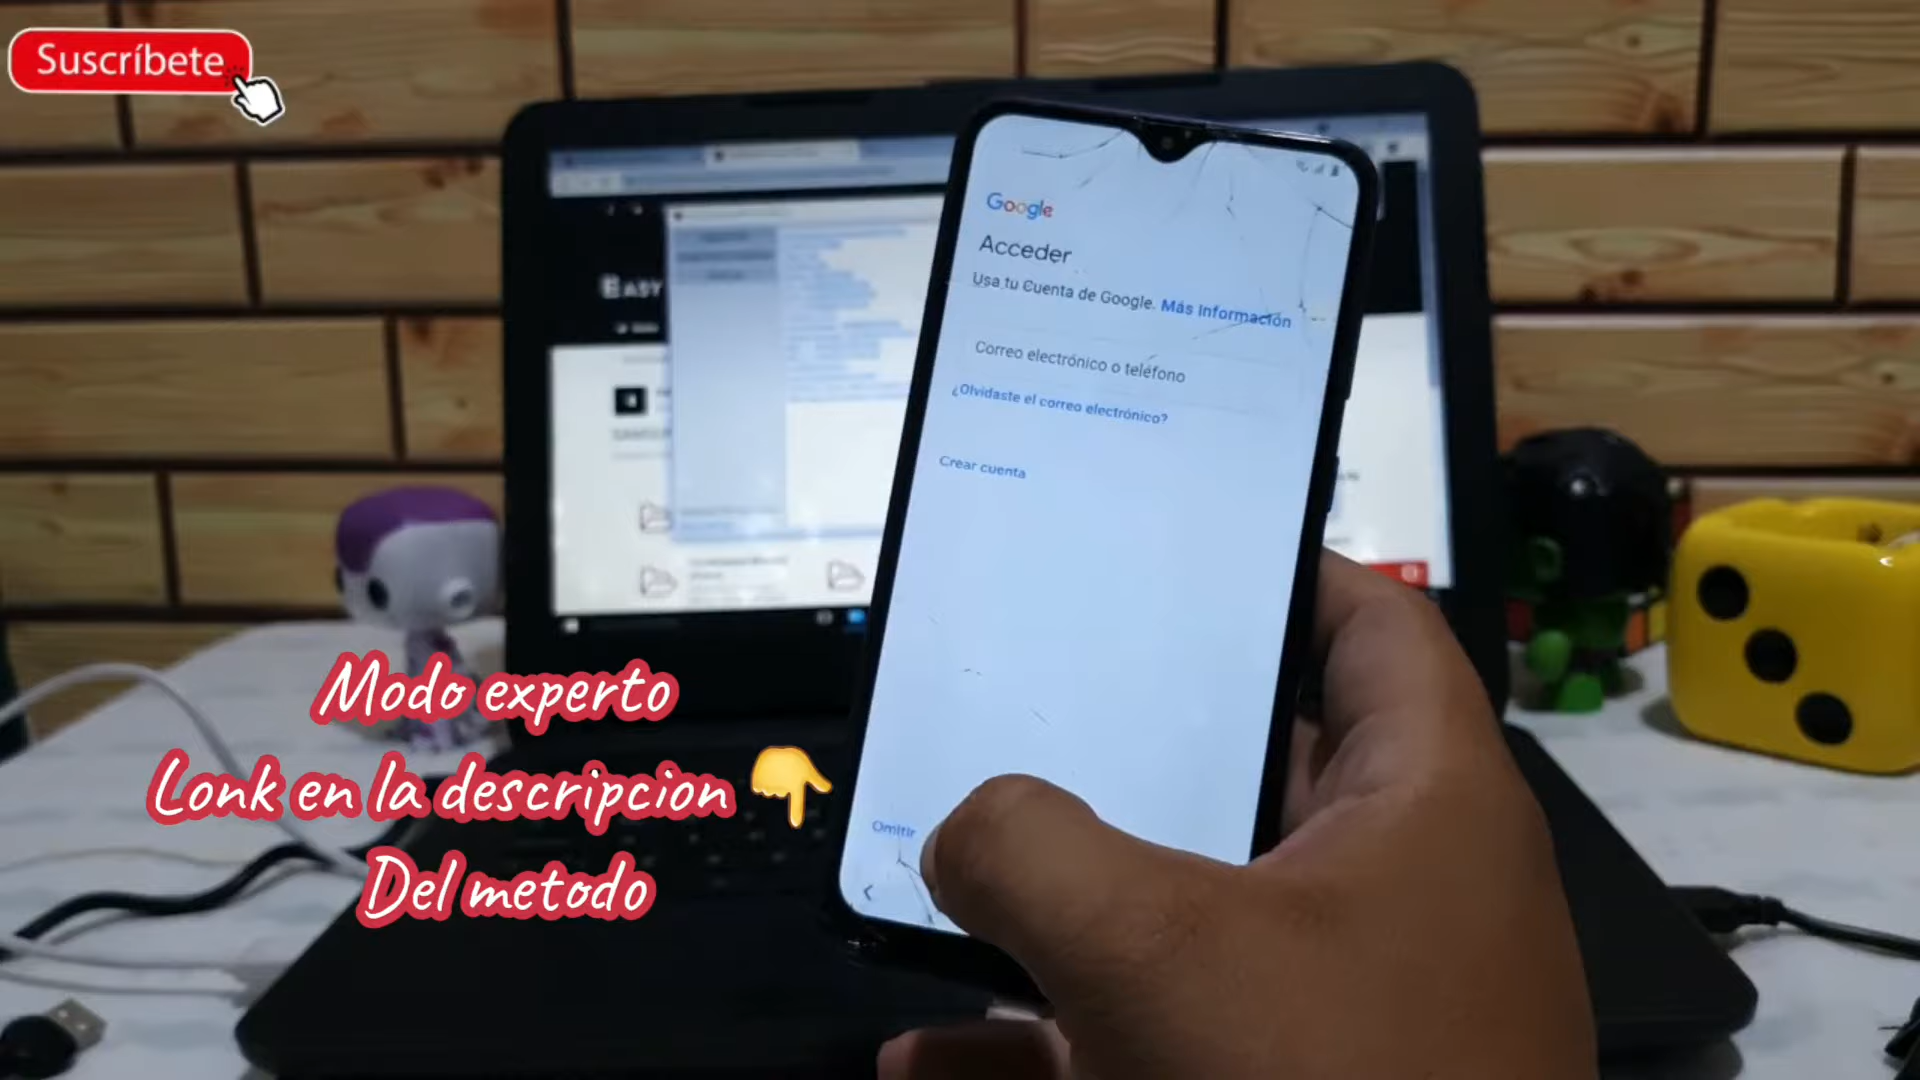 Suscríbete
Google
Acceder
Usa tu Cuenta de Google. Más Información
Correo electrónico o teléfono
¿Olvidaste el correo electrónico?
Crear cuenta
Omitir
EASY
Modo experto
Lonk en la descripcion 👇
Del metodo